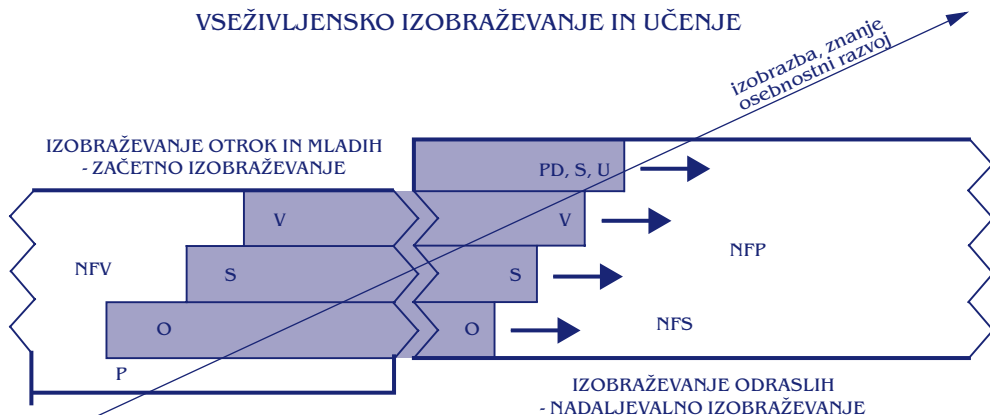 VSEŽIVLJENSKO IZOBRAŽEVANJE IN UČENJE
izobrazba, znanje
osebnostni razvoj
IZOBRAŽEVANJE OTROK IN MLADIH
- ZAČETNO IZOBRAŽEVANJE
PD, S, U
V
V
NFV
S
S
NFP
O
O
NFS
P
IZOBRAŽEVANJE ODRASLIH
- NADALJEVALNO IZOBRAŽEVANJE